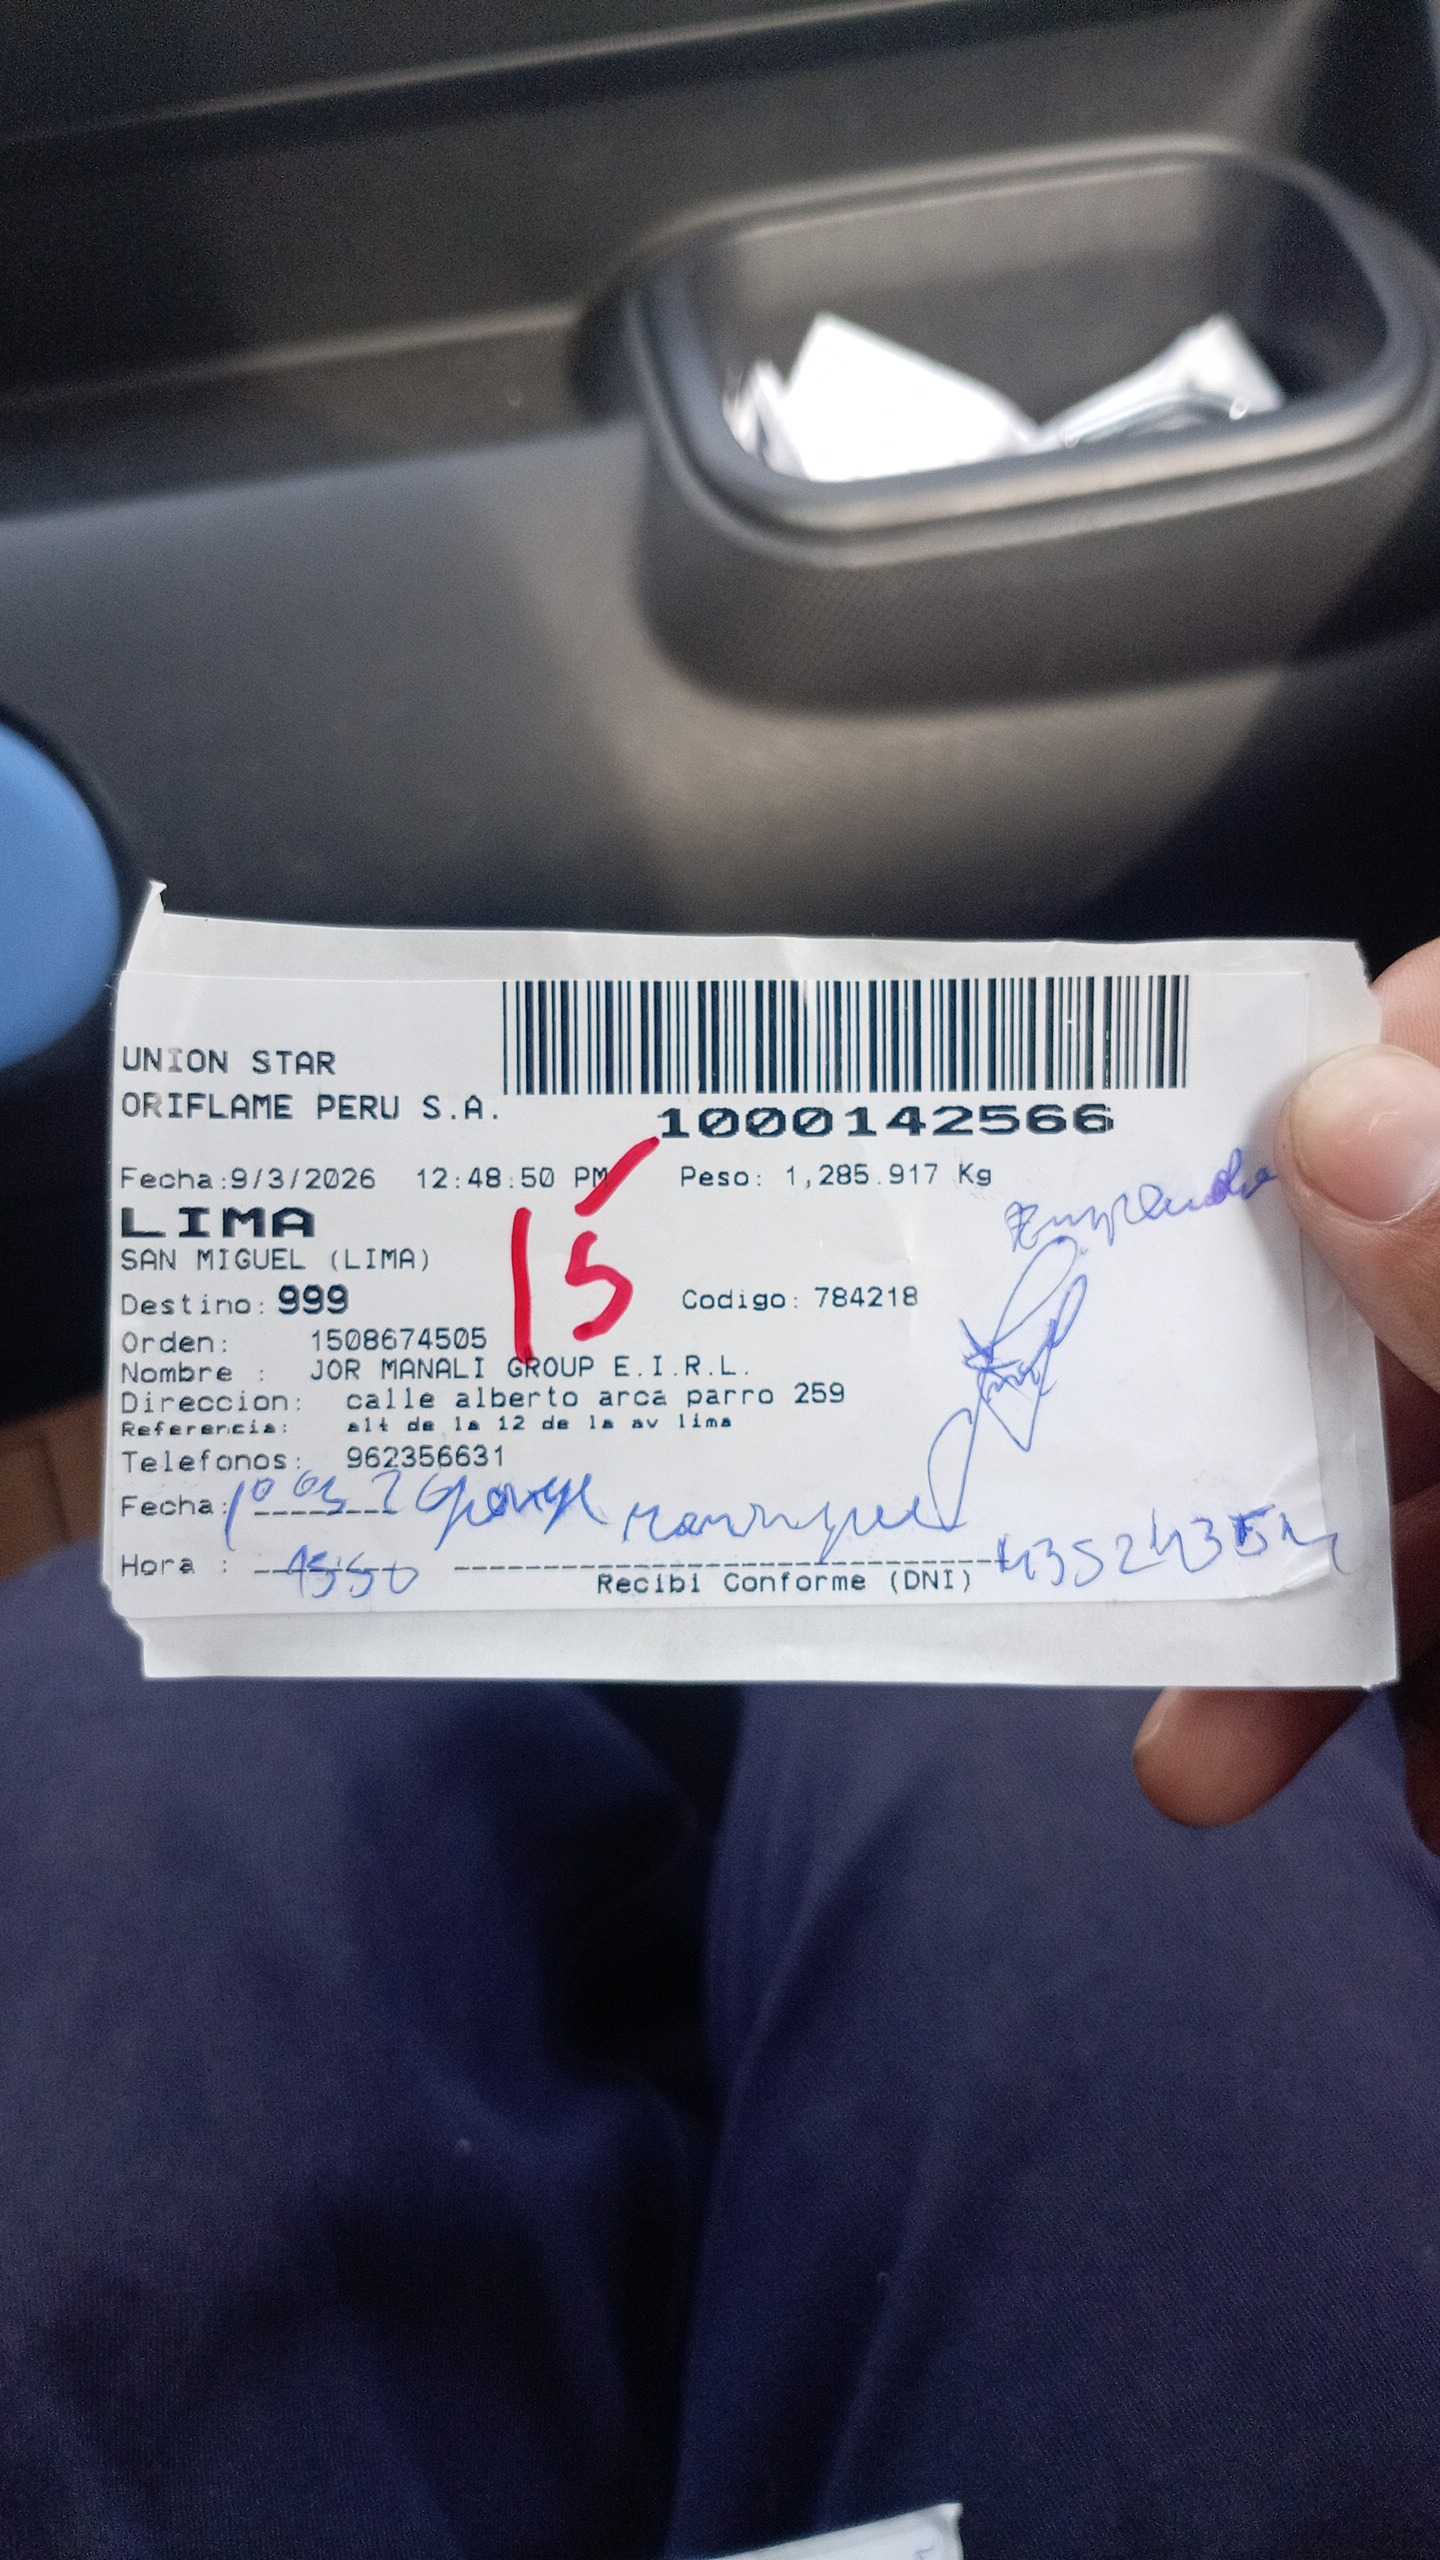 UNION STAR
ORIFLAME PERU S.A.
1000142566
Fecha:9/3/2026 12:48:50 PM Peso: 1,285.917 Kg
LIMA
15
SAN MIGUEL (LIMA)
Destino: 999 Codigo: 784218
Orden: 1508674505
Nombre : JOR MANALI GROUP E.I.R.L.
Direccion: calle alberto arca parro 259
Referencia: alt de la 12 de la av lima
Telefonos: 962356631
Fecha:
Hora :
Recibi Conforme (DNI)